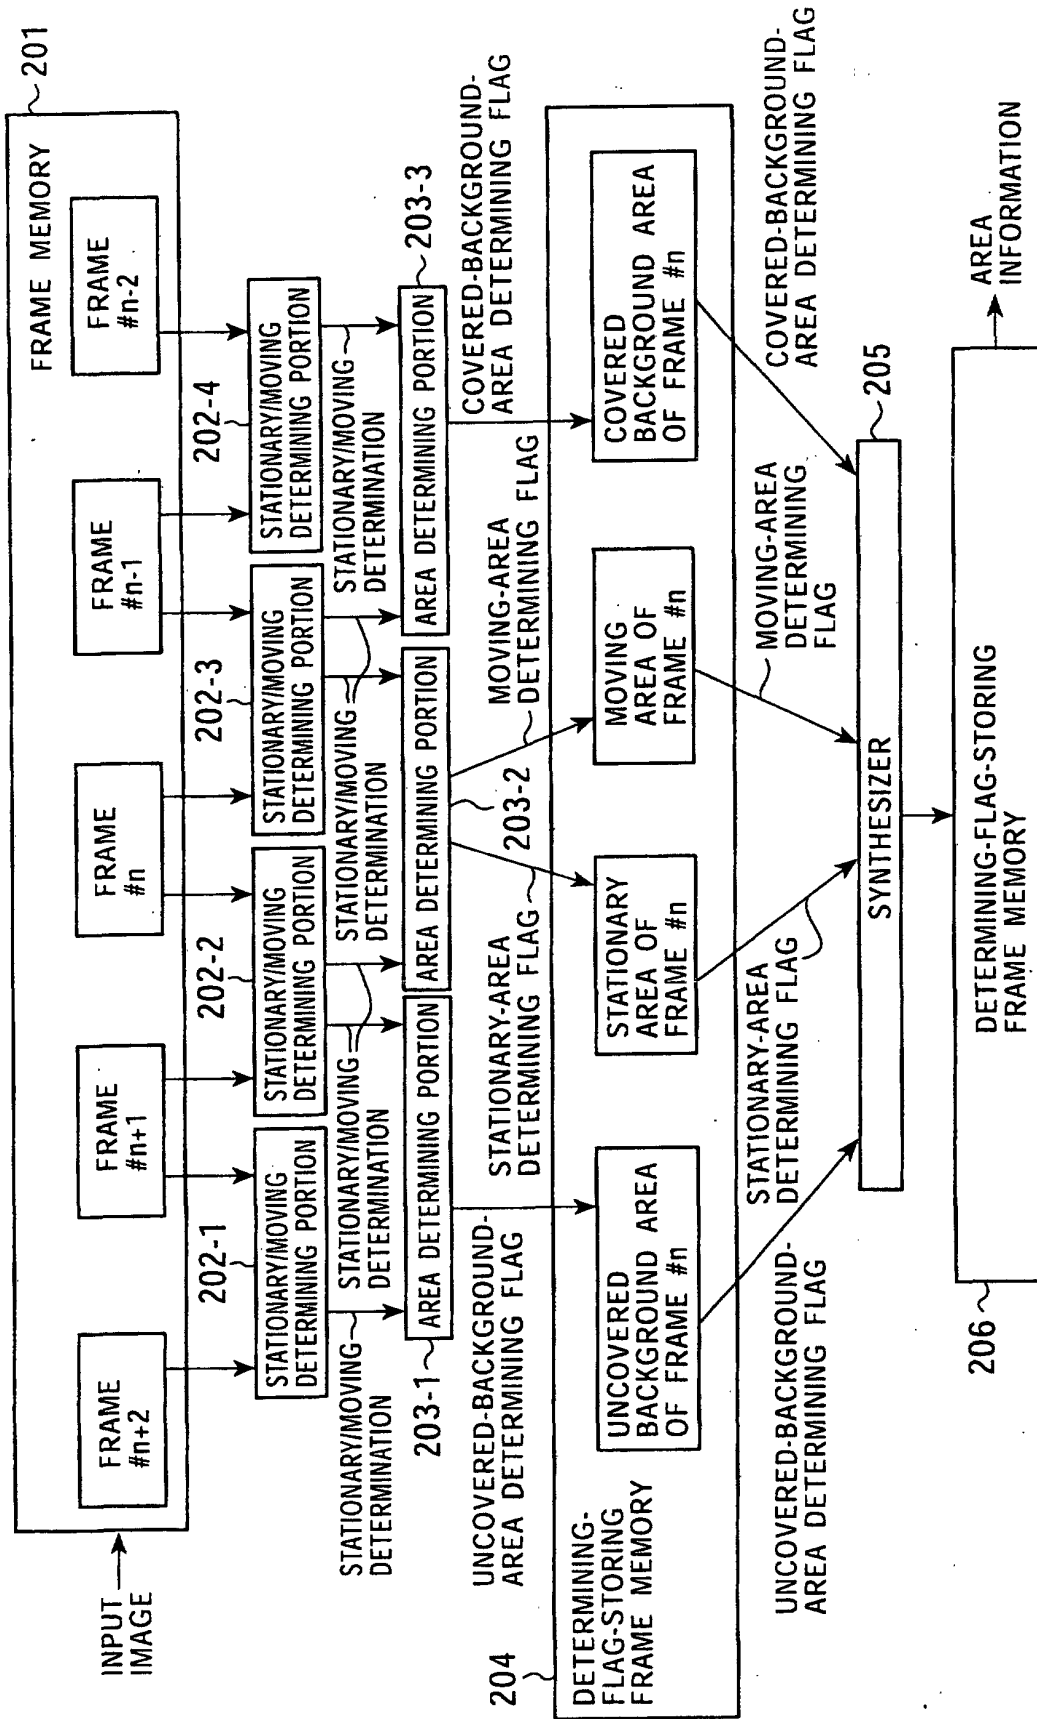 INPUT
IMAGE
FRAME MEMORY
201
FRAME
#n+2
FRAME
#n+1
FRAME
#n
FRAME
#n-1
FRAME
#n-2
202-1
202-2
202-3
202-4
STATIONARY/MOVING
DETERMINING PORTION
STATIONARY/MOVING
DETERMINING PORTION
STATIONARY/MOVING
DETERMINING PORTION
STATIONARY/MOVING
DETERMINING PORTION
STATIONARY/MOVING
DETERMINATION
STATIONARY/MOVING
DETERMINATION
STATIONARY/MOVING
DETERMINATION
STATIONARY/MOVING
DETERMINATION
203-1
AREA DETERMINING PORTION
AREA DETERMINING PORTION
AREA DETERMINING PORTION
203-3
203-2
UNCOVERED-BACKGROUND-
AREA DETERMINING FLAG
STATIONARY-AREA
DETERMINING FLAG
MOVING-AREA
DETERMINING FLAG
COVERED-BACKGROUND-
AREA DETERMINING FLAG
204
DETERMINING-
FLAG-STORING
FRAME MEMORY
UNCOVERED
BACKGROUND AREA
OF FRAME #n
STATIONARY
AREA OF
FRAME #n
MOVING
AREA OF
FRAME #n
COVERED
BACKGROUND AREA
OF FRAME #n
UNCOVERED-BACKGROUND-
AREA DETERMINING FLAG
STATIONARY-AREA
DETERMINING FLAG
MOVING-AREA
DETERMINING
FLAG
COVERED-BACKGROUND-
AREA DETERMINING FLAG
SYNTHESIZER
205
206
DETERMINING-FLAG-STORING
FRAME MEMORY
AREA
INFORMATION